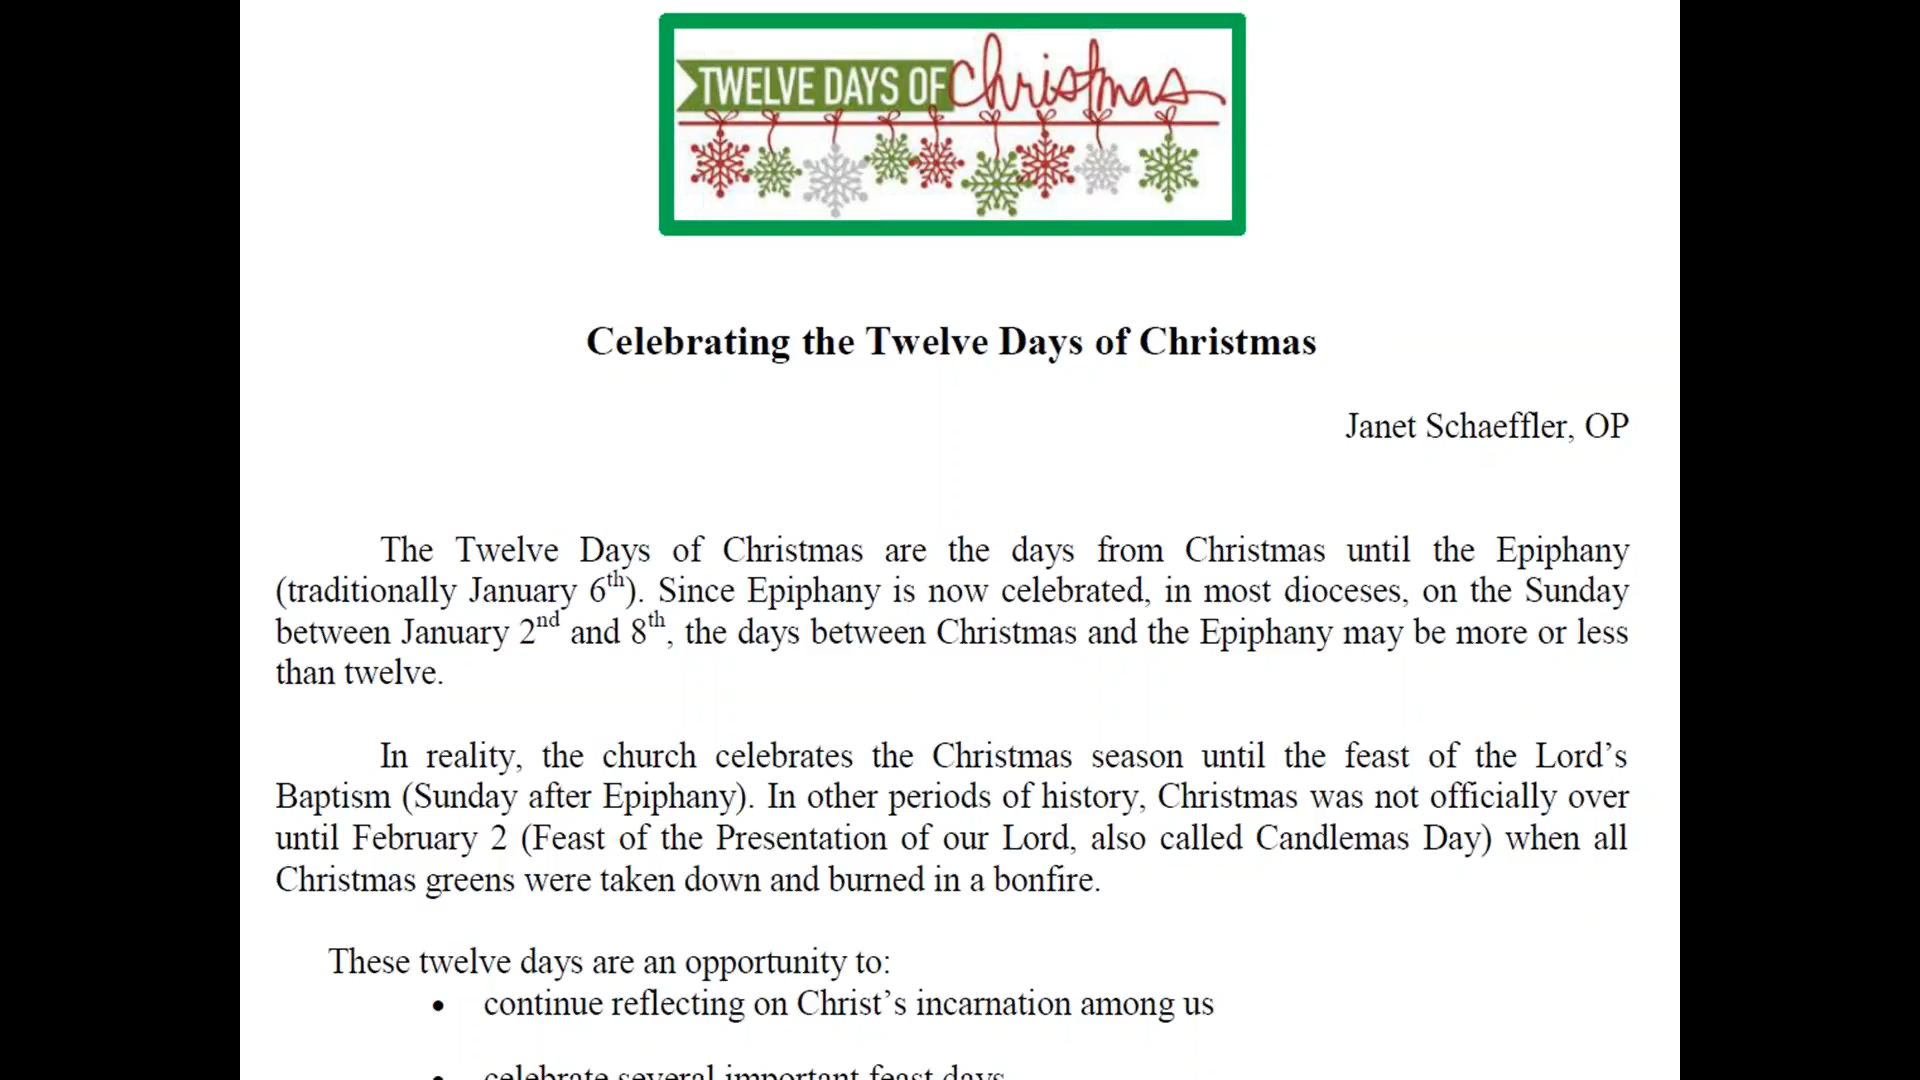 TWELVE DAYS OF Christmas
Celebrating the Twelve Days of Christmas
Janet Schaeffler, OP
The Twelve Days of Christmas are the days from Christmas until the Epiphany
(traditionally January 6th). Since Epiphany is now celebrated, in most dioceses, on the Sunday
between January 2nd and 8th, the days between Christmas and the Epiphany may be more or less
than twelve.
In reality, the church celebrates the Christmas season until the feast of the Lord’s
Baptism (Sunday after Epiphany). In other periods of history, Christmas was not officially over
until February 2 (Feast of the Presentation of our Lord, also called Candlemas Day) when all
Christmas greens were taken down and burned in a bonfire.
These twelve days are an opportunity to:
• continue reflecting on Christ’s incarnation among us
• celebrate several important feast days